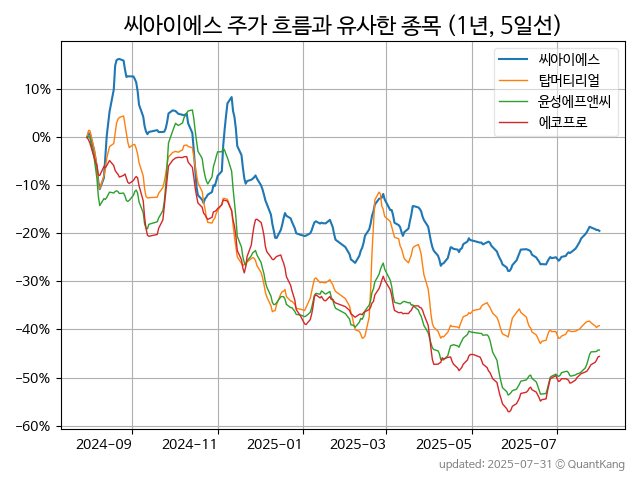 씨아이에스 주가 흐름과 유사한 종목 (1년, 5일선)
씨아이에스
탑머티리얼
윤성에프앤씨
에코프로
10%
0%
−10%
−20%
−30%
−40%
−50%
−60%
2024-09 2024-11 2025-01 2025-03 2025-05 2025-07
updated: 2025-07-31 © QuantKang